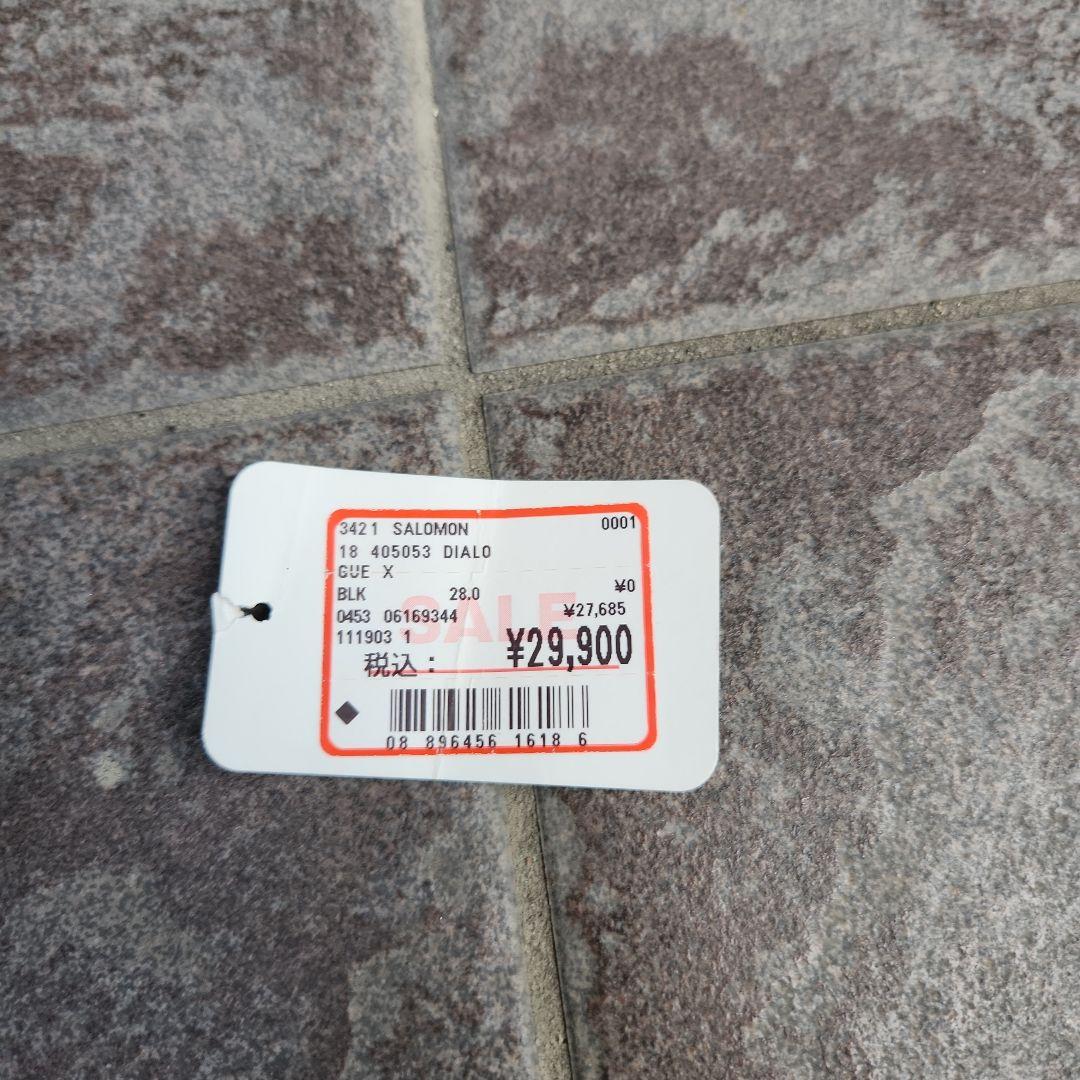 3421 SALOMON 0001
18 405053 DIALO
GUE X
BLK 28.0 ¥0
0453 06169344 ¥27,685
SALE
111903 1 ¥29,900
税込：
08 896456 1618 6